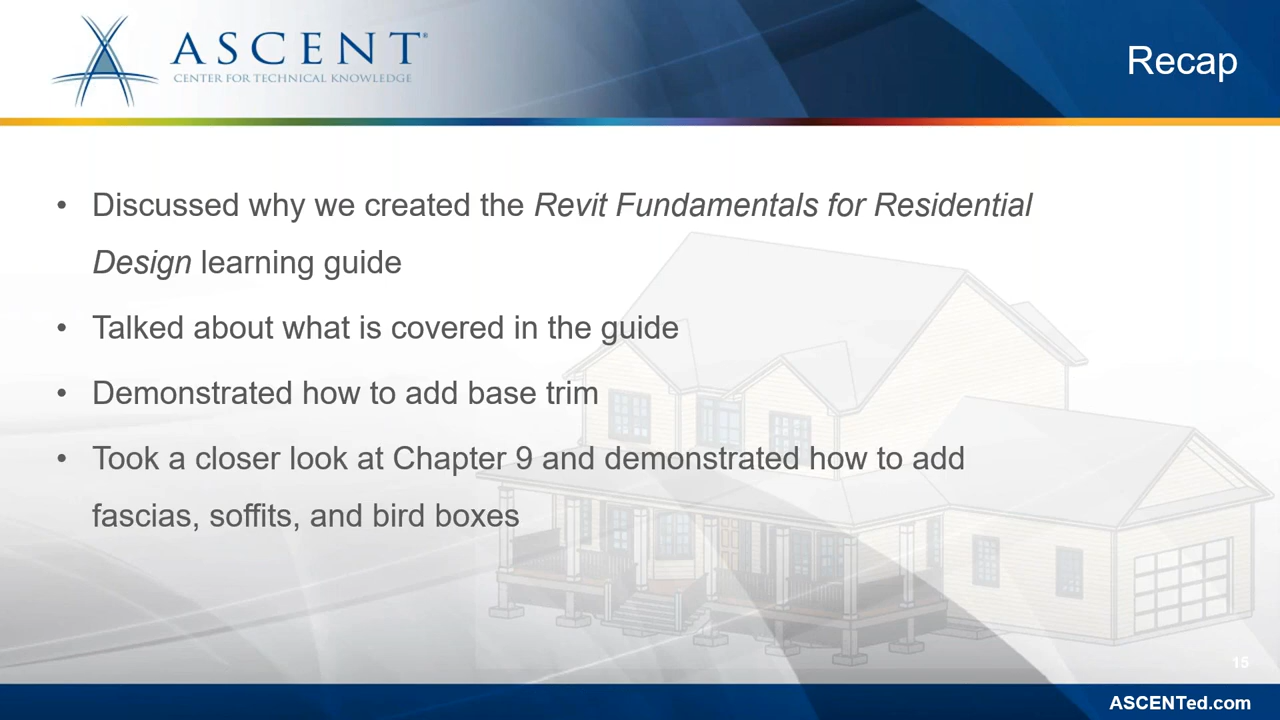 ASCENT®
CENTER FOR TECHNICAL KNOWLEDGE
Recap
• Discussed why we created the Revit Fundamentals for Residential
Design learning guide
• Talked about what is covered in the guide
• Demonstrated how to add base trim
• Took a closer look at Chapter 9 and demonstrated how to add
fascias, soffits, and bird boxes
15
ASCENTed.com